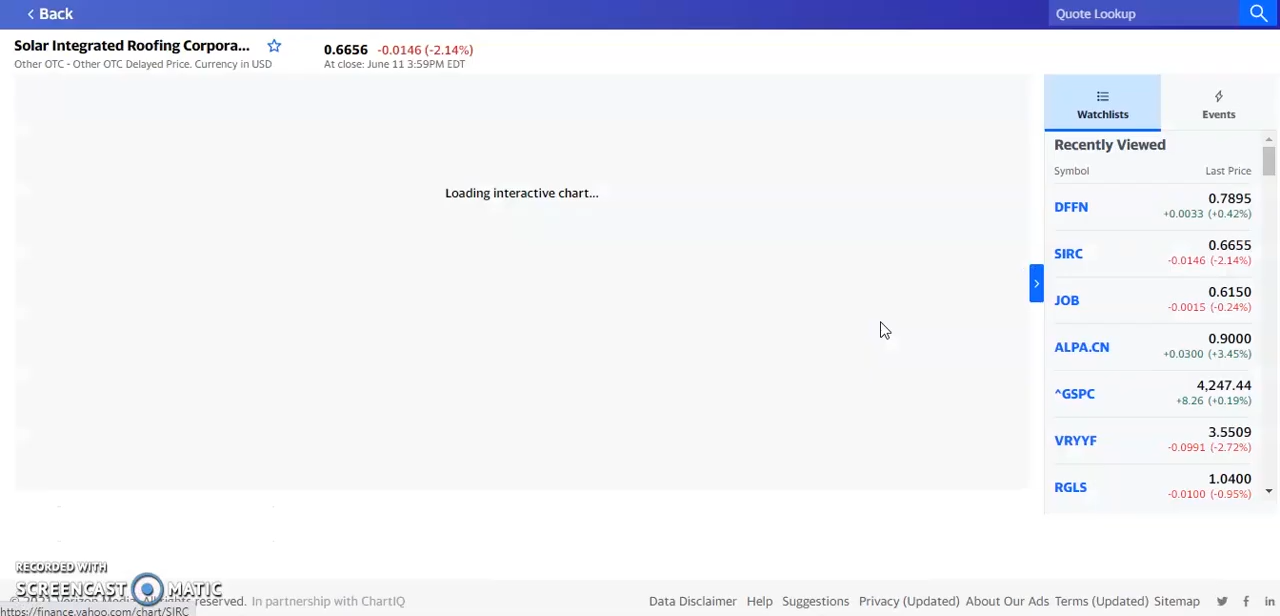 Back
Quote Lookup
Solar Integrated Roofing Corpora...
0.6656 -0.0146 (-2.14%)
Other OTC - Other OTC Delayed Price. Currency in USD
At close: June 11 3:59PM EDT
Loading interactive chart...
Watchlists
Events
Recently Viewed
Symbol Last Price
DFFN 0.7895
+0.0033 (+0.42%)
SIRC 0.6655
-0.0146 (-2.14%)
JOB 0.6150
-0.0015 (-0.24%)
ALPA.CN 0.9000
+0.0300 (+3.45%)
^GSPC 4,247.44
+8.26 (+0.19%)
VRYYF 3.5509
-0.0991 (-2.72%)
RGLS 1.0400
-0.0100 (-0.95%)
RECORDED WITH
SCREENCAST MATIC
© 2021 Verizon Media. All rights reserved. In partnership with ChartIQ
Data Disclaimer Help Suggestions Privacy (Updated) About Our Ads Terms (Updated) Sitemap
https://finance.yahoo.com/chart/SIRC